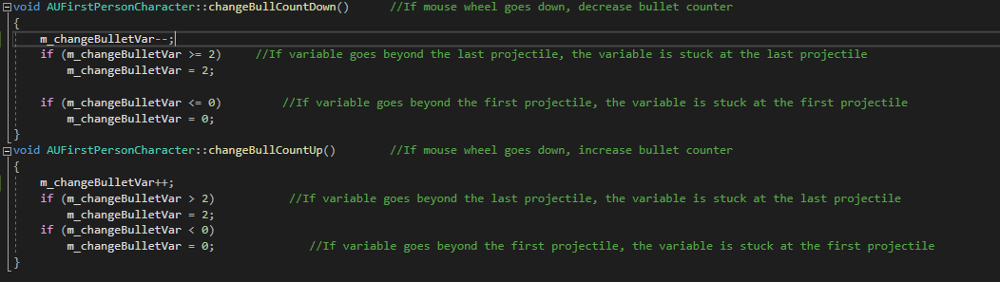 void AUFirstPersonCharacter::changeBullCountDown() //If mouse wheel goes down, decrease bullet counter
{
m_changeBulletVar--;
if (m_changeBulletVar >= 2) //If variable goes beyond the last projectile, the variable is stuck at the last projectile
m_changeBulletVar = 2;
if (m_changeBulletVar <= 0) //If variable goes beyond the first projectile, the variable is stuck at the first projectile
m_changeBulletVar = 0;
}
void AUFirstPersonCharacter::changeBullCountUp() //If mouse wheel goes down, increase bullet counter
{
m_changeBulletVar++;
if (m_changeBulletVar > 2) //If variable goes beyond the last projectile, the variable is stuck at the last projectile
m_changeBulletVar = 2;
if (m_changeBulletVar < 0)
m_changeBulletVar = 0; //If variable goes beyond the first projectile, the variable is stuck at the first projectile
}